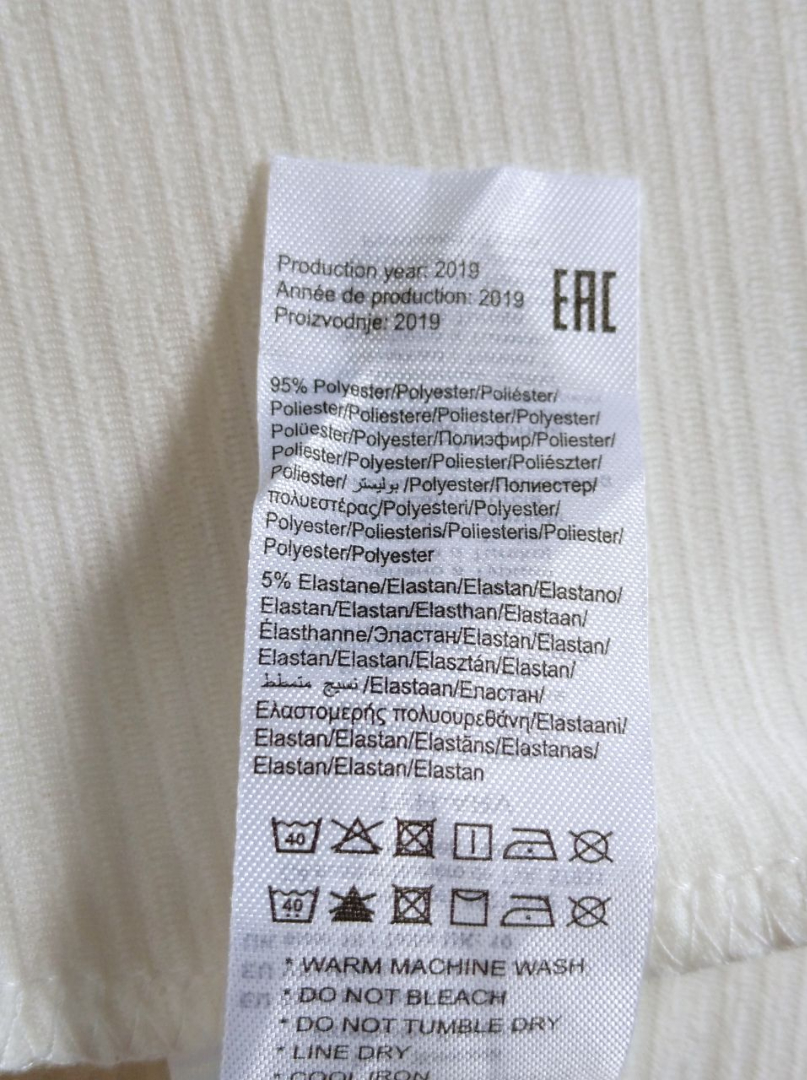 Production year: 2019
Année de production: 2019
Proizvodnje: 2019
EAC
95% Polyester/Polyester/Poliéster/
Poliester/Poliestere/Poliester/Polyester/
Polüester/Polyester/Полиэфир/Poliester/
Poliester/Polyester/Poliester/Poliészter/
Poliester/ بوليستر /Polyester/Полиестер/
πολυεστέρας/Polyesteri/Polyester/
Polyester/Poliesteris/Poliesteris/Poliester/
Polyester/Polyester
5% Elastane/Elastan/Elastan/Elastano/
Elastan/Elastan/Elasthan/Elastaan/
Élasthanne/Эластан/Elastan/Elastan/
Elastan/Elastan/Elasztán/Elastan/
نسيج متمطط /Elastaan/Еластан/
Ελαστομερής πολυουρεθάνη/Elastaani/
Elastan/Elastan/Elastāns/Elastanas/
Elastan/Elastan/Elastan
40
40
* WARM MACHINE WASH
* DO NOT BLEACH
* DO NOT TUMBLE DRY
* LINE DRY
* COOL IRON